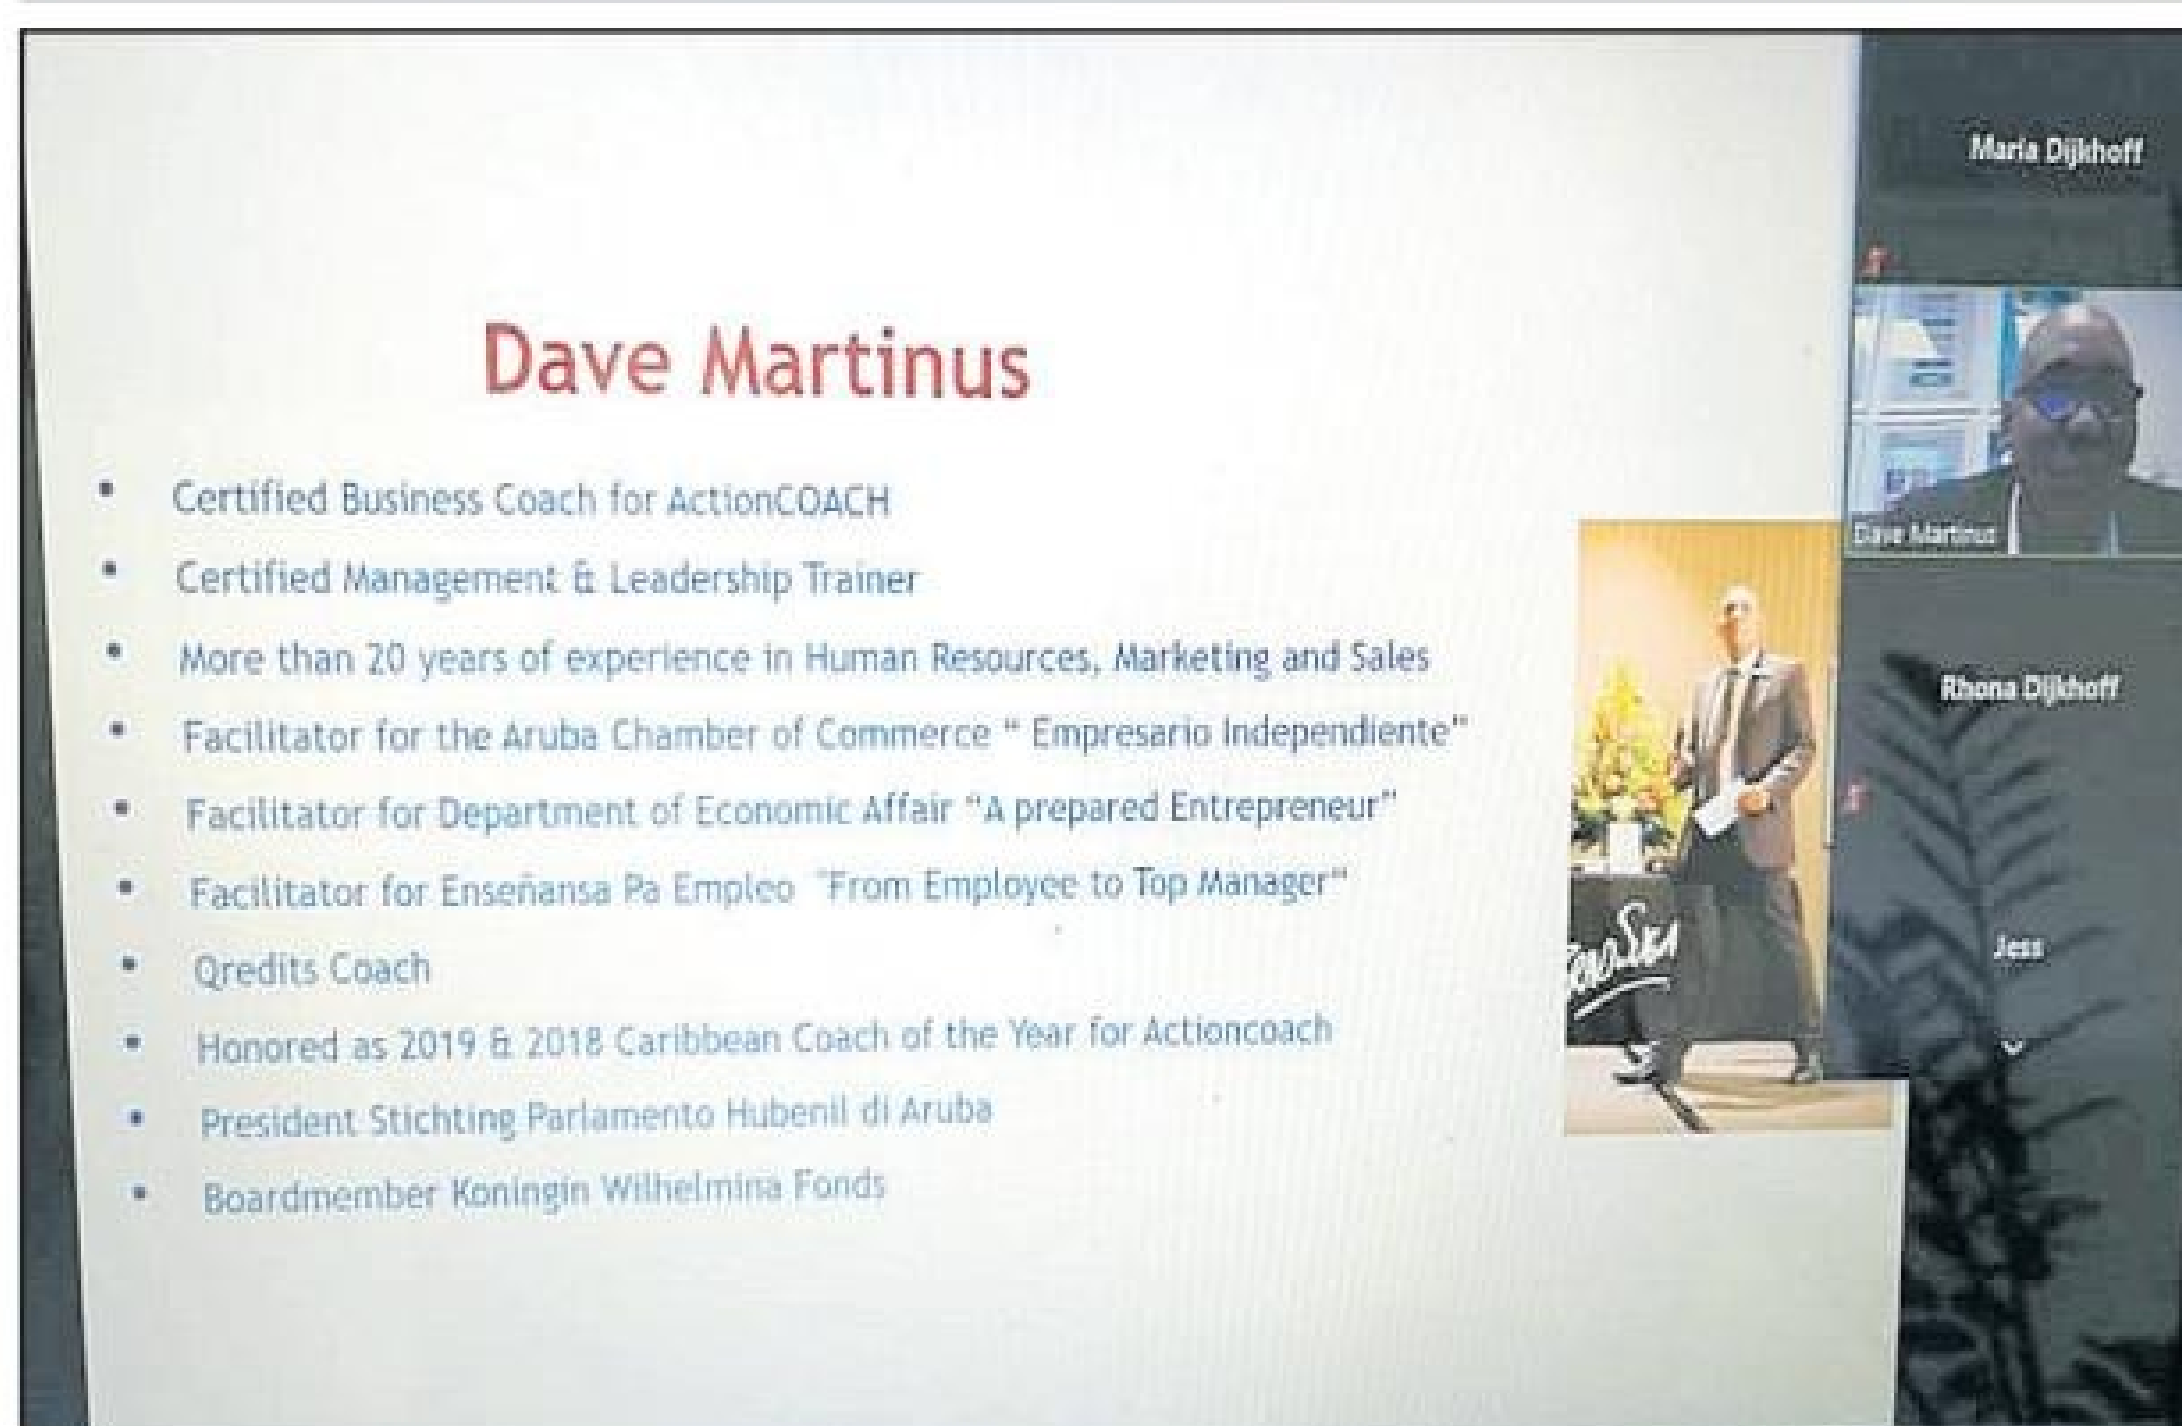 Dave Martinus
• Certified Business Coach for ActionCOACH
• Certified Management & Leadership Trainer
• More than 20 years of experience in Human Resources, Marketing and Sales
• Facilitator for the Aruba Chamber of Commerce “ Empresario Independiente”
• Facilitator for Department of Economic Affair “A prepared Entrepreneur”
• Facilitator for Enseñansa Pa Empleo "From Employee to Top Manager"
• Qredits Coach
• Honored as 2019 & 2018 Caribbean Coach of the Year for Actioncoach
• President Stichting Parlamento Hubenil di Aruba
• Boardmember Koningin Wilhelmina Fonds
Maria Dijkhoff
Dave Martinus
Rhona Dijkhoff
Jess